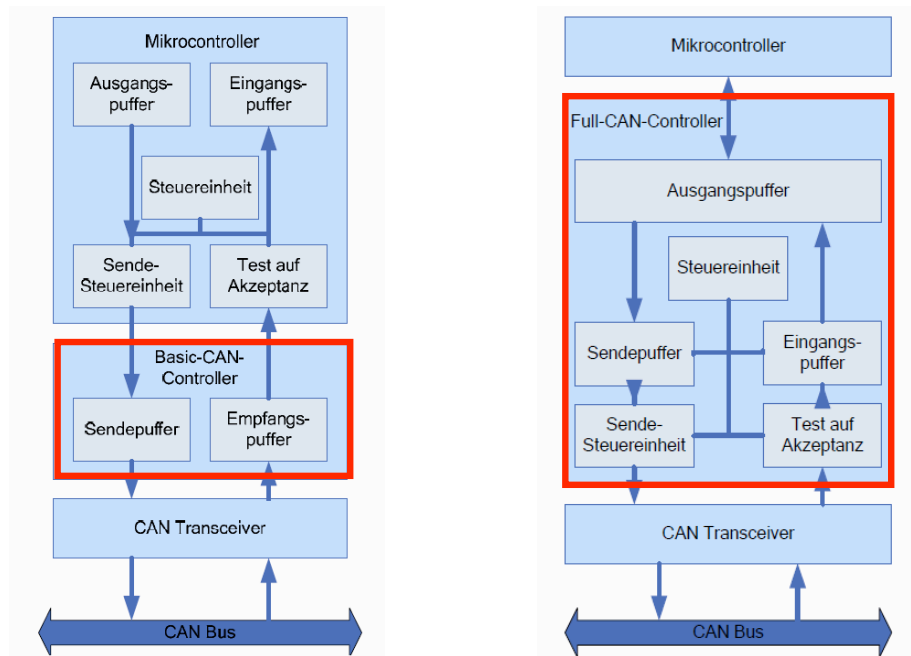 Mikrocontroller
Ausgangs-
puffer
Eingangs-
puffer
Steuereinheit
Sende-
Steuereinheit
Test auf
Akzeptanz
Basic-CAN-
Controller
Sendepuffer
Empfangs-
puffer
CAN Transceiver
CAN Bus
Mikrocontroller
Full-CAN-Controller
Ausgangspuffer
Steuereinheit
Sendepuffer
Eingangs-
puffer
Sende-
Steuereinheit
Test auf
Akzeptanz
CAN Transceiver
CAN Bus